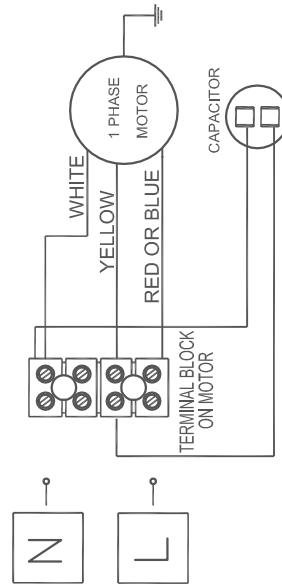 1 PHASE
MOTOR
CAPACITOR
WHITE
YELLOW
RED OR BLUE
TERMINAL BLOCK
ON MOTOR
N
L